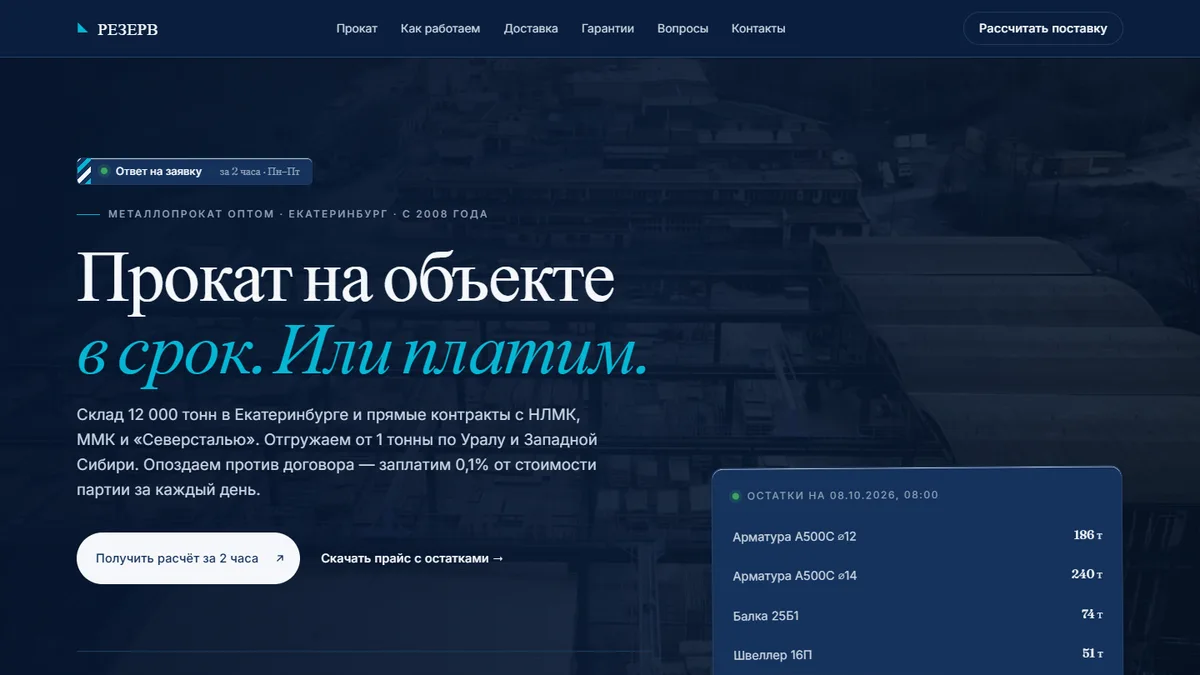 РЕЗЕРВ
Прокат
Как работаем
Доставка
Гарантии
Вопросы
Контакты
Рассчитать поставку
Ответ на заявку за 2 часа · Пн–Пт
МЕТАЛЛОПРОКАТ ОПТОМ · ЕКАТЕРИНБУРГ · С 2008 ГОДА
Прокат на объекте
в срок. Или платим.
Склад 12 000 тонн в Екатеринбурге и прямые контракты с НЛМК,
ММК и «Северсталью». Отгружаем от 1 тонны по Уралу и Западной
Сибири. Опоздаем против договора — заплатим 0,1% от стоимости
партии за каждый день.
Получить расчёт за 2 часа ↗
Скачать прайс с остатками →
ОСТАТКИ НА 08.10.2026, 08:00
Арматура А500С ⌀12 186 т
Арматура А500С ⌀14 240 т
Балка 25Б1 74 т
Швеллер 16П 51 т